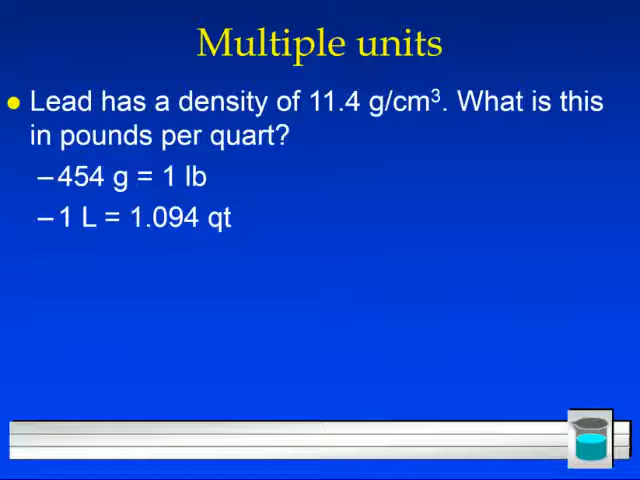 Multiple units
Lead has a density of 11.4 g/cm³. What is this
in pounds per quart?
–454 g = 1 lb
–1 L = 1.094 qt